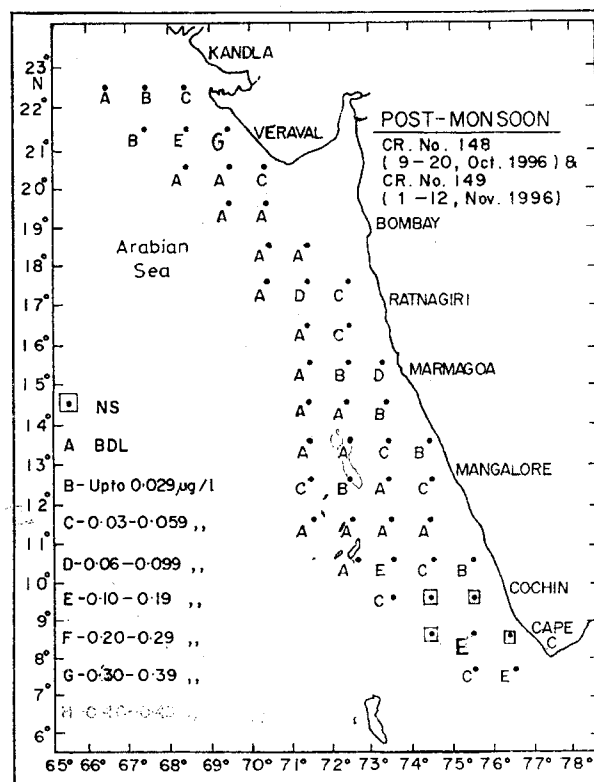 KANDLA
23°
N
22°
A B C
VERAVAL
POST-MONSOON
CR. No. 148
(9-20, Oct. 1996) &
CR. No. 149
(1-12, Nov. 1996)
B E G
21°
A A C
20°
A A
19°
BOMBAY
Arabian
Sea
A A
18°
A D C
17°
RATNAGIRI
A C
16°
A B D
MARMAGOA
15°
NS
A A B
14°
A BDL
A A C B
13°
MANGALORE
B-Upto 0.029 µg/l
C B A C
12°
C-0.03-0.059 ,,
A A A A
11°
D-0.06-0.099 ,,
A E C B
10°
COCHIN
E-0.10-0.19 ,,
C
9°
CAPE
C
F-0.20-0.29 ,,
E
8°
G-0.30-0.39 ,,
C E
7°
6°
65° 66° 67° 68° 69° 70° 71° 72° 73° 74° 75° 76° 77° 78°